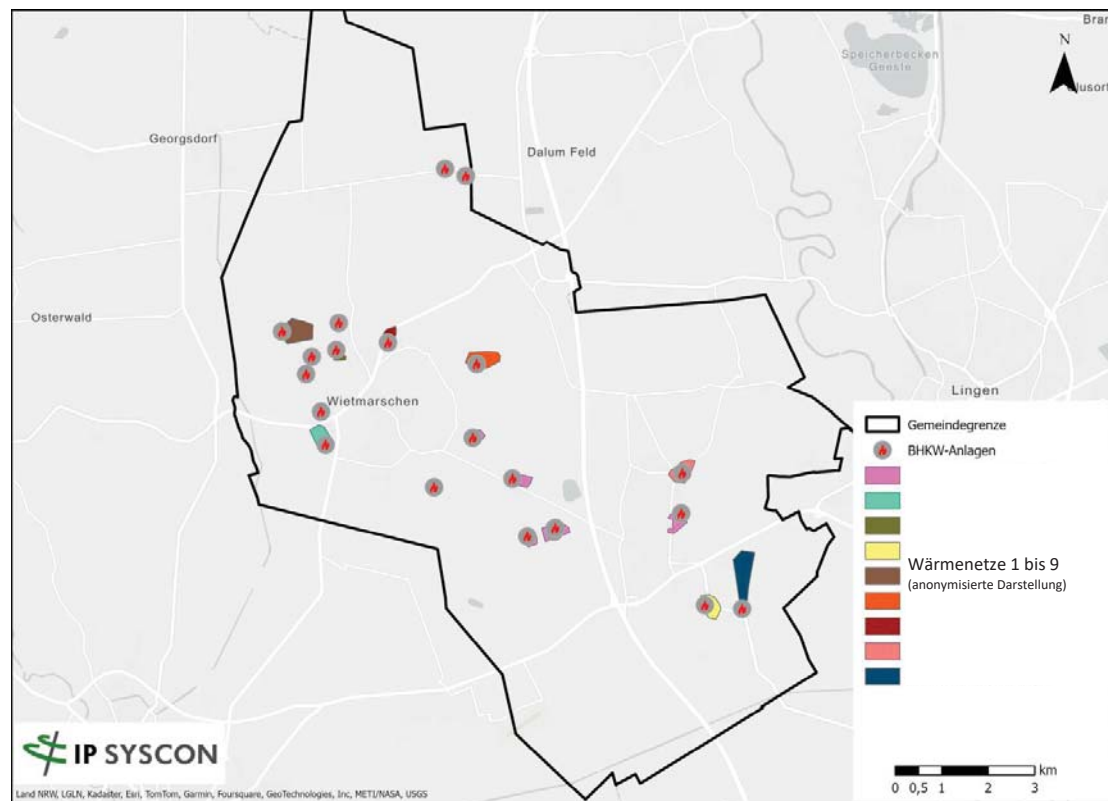 Bran
Speicherbecken
Geeste
N
Clusorf
Georgsdorf
Dalum Feld
Osterwald
Lingen
Wietmarschen
Gemeindegrenze
BHKW-Anlagen
Wärmenetze 1 bis 9
(anonymisierte Darstellung)
IP SYSCON
km
0 0,5 1 2 3
Land NRW, LGLN, Kadaster, Esri, TomTom, Garmin, Foursquare, GeoTechnologies, Inc, METI/NASA, USGS